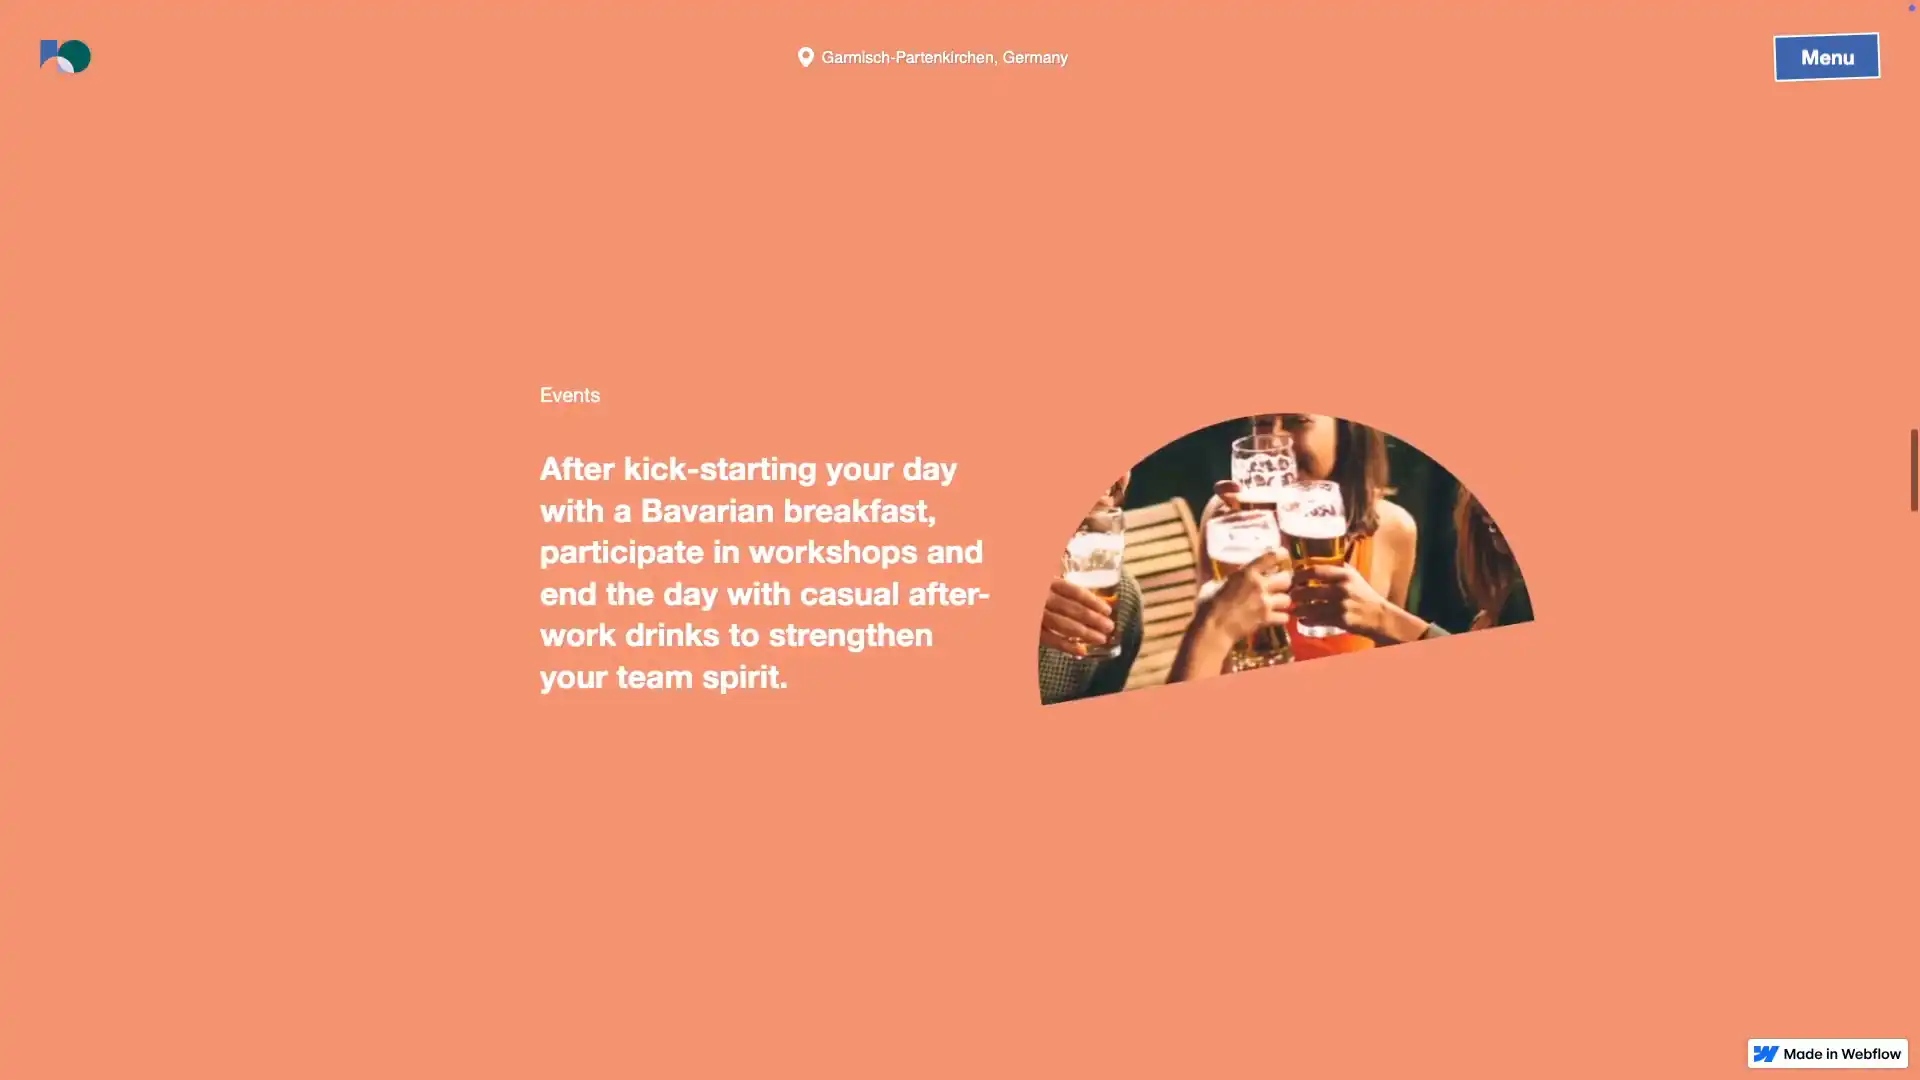 Garmisch-Partenkirchen, Germany
Menu
Events
After kick-starting your day
with a Bavarian breakfast,
participate in workshops and
end the day with casual after-
work drinks to strengthen
your team spirit.
Made in Webflow